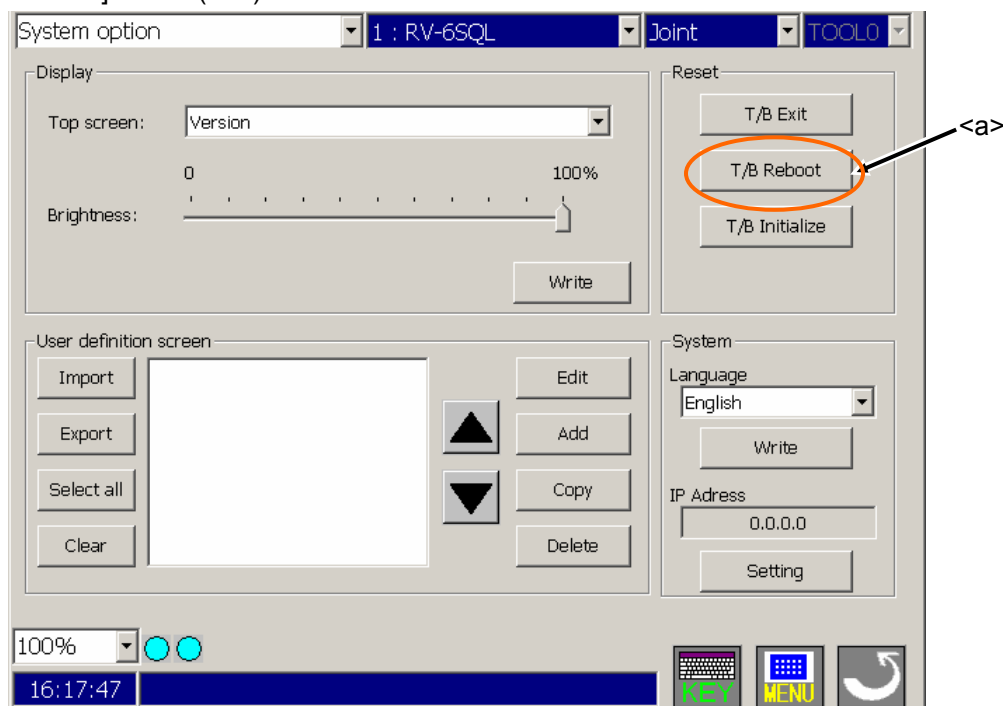 System option 1 : RV-6SQL Joint TOOL0
Display
Top screen: Version
0 100%
Brightness:
Write
Reset
T/B Exit
T/B Reboot
T/B Initialize
<a>
User definition screen
Import
Export
Select all
Clear
Edit
Add
Copy
Delete
System
Language
English
Write
IP Adress
0.0.0.0
Setting
100%
16:17:47
KEY MENU